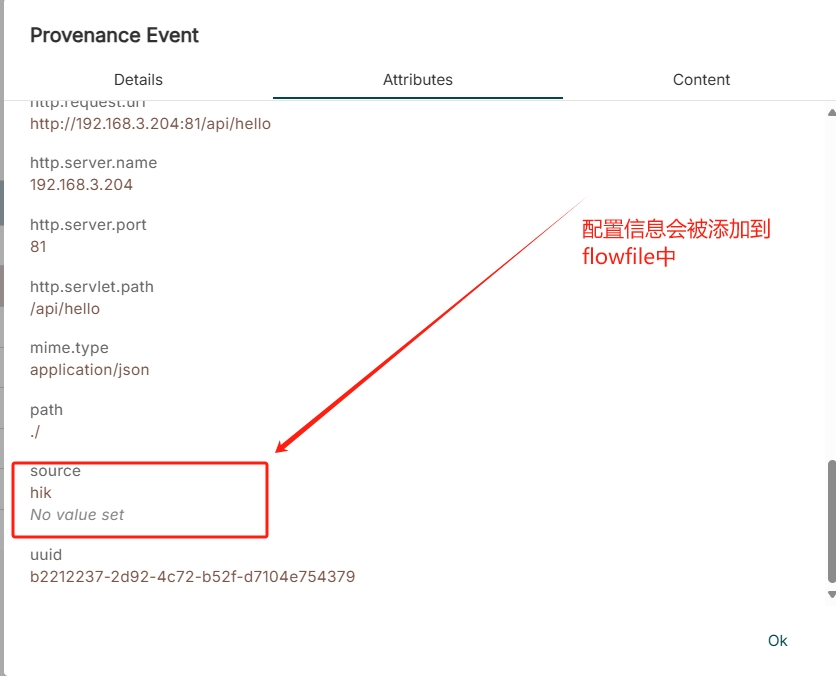 Provenance Event
Details
Attributes
Content
http.request.uri
http://192.168.3.204:81/api/hello
http.server.name
192.168.3.204
http.server.port
81
http.servlet.path
/api/hello
mime.type
application/json
path
./
source
hik
No value set
uuid
b2212237-2d92-4c72-b52f-d7104e754379
配置信息会被添加到
flowfile中
Ok